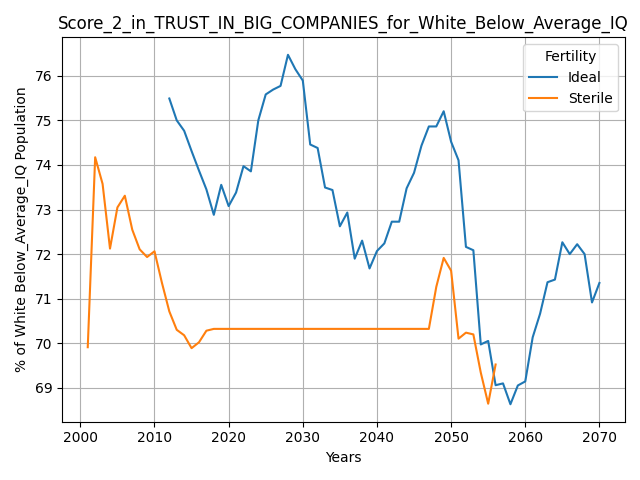 Score_2_in_TRUST_IN_BIG_COMPANIES_for_White_Below_Average_IQ
Fertility
Ideal
Sterile
% of White Below_Average_IQ Population
76
75
74
73
72
71
70
69
2000 2010 2020 2030 2040 2050 2060 2070
Years